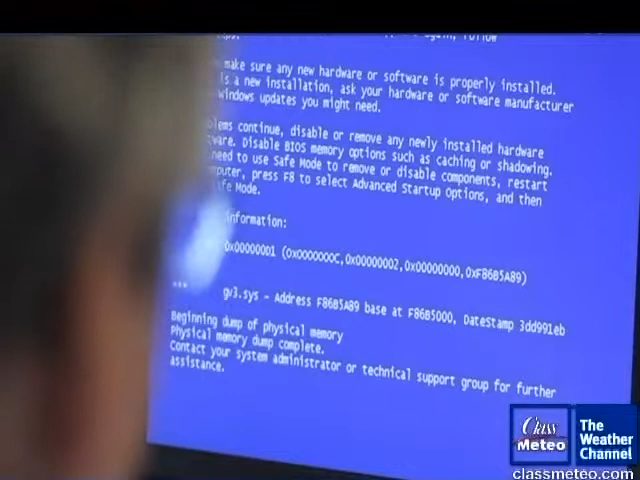 make sure any new hardware or software is properly installed.
is a new installation, ask your hardware or software manufacturer
windows updates you might need.
blems continue, disable or remove any newly installed hardware
tware. Disable BIOS memory options such as caching or shadowing.
need to use Safe Mode to remove or disable components, restart
puter, press F8 to select Advanced Startup Options, and then
afe Mode.
information:
0x000000D1 (0x0000000C,0x00000002,0x00000000,0xF86B5A89)
gv3.sys - Address F86B5A89 base at F86B5000, DateStamp 3dd991eb
Beginning dump of physical memory
Physical memory dump complete.
Contact your system administrator or technical support group for further
assistance.
Class
Meteo
The
Weather
Channel
classmeteo.com